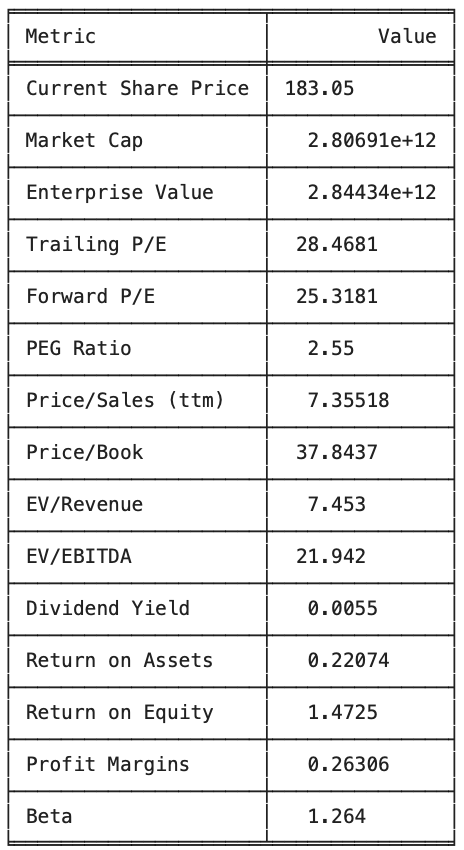 Metric Value
Current Share Price 183.05
Market Cap 2.80691e+12
Enterprise Value 2.84434e+12
Trailing P/E 28.4681
Forward P/E 25.3181
PEG Ratio 2.55
Price/Sales (ttm) 7.35518
Price/Book 37.8437
EV/Revenue 7.453
EV/EBITDA 21.942
Dividend Yield 0.0055
Return on Assets 0.22074
Return on Equity 1.4725
Profit Margins 0.26306
Beta 1.264